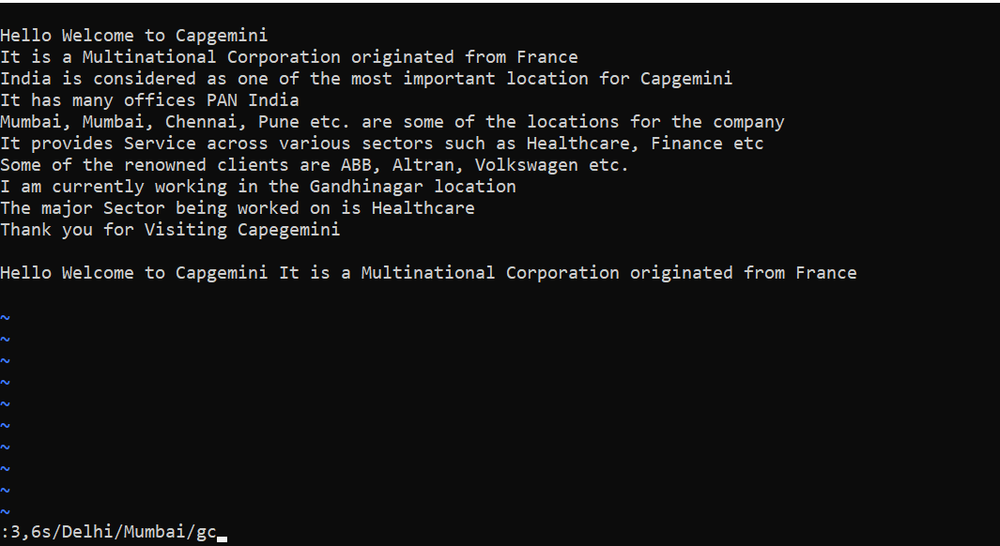 Hello Welcome to Capgemini
It is a Multinational Corporation originated from France
India is considered as one of the most important location for Capgemini
It has many offices PAN India
Mumbai, Mumbai, Chennai, Pune etc. are some of the locations for the company
It provides Service across various sectors such as Healthcare, Finance etc
Some of the renowned clients are ABB, Altran, Volkswagen etc.
I am currently working in the Gandhinagar location
The major Sector being worked on is Healthcare
Thank you for Visiting Capegemini
Hello Welcome to Capgemini It is a Multinational Corporation originated from France
~
~
~
~
~
~
~
~
~
~
:3,6s/Delhi/Mumbai/gc